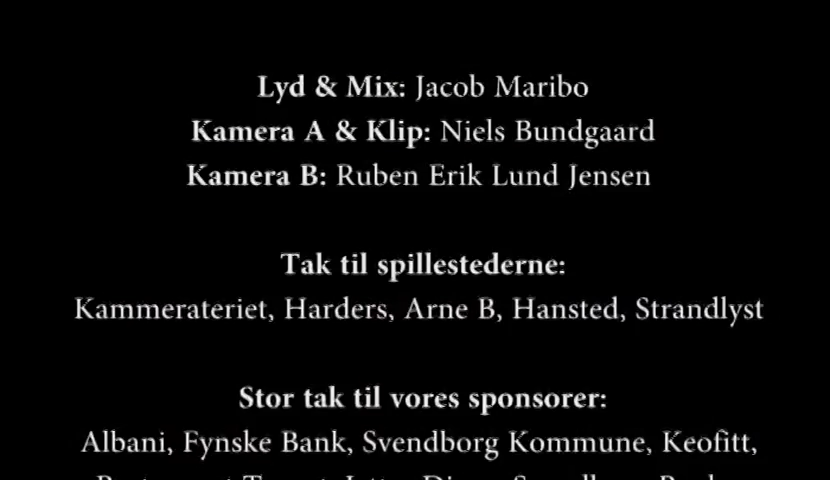 Lyd & Mix: Jacob Maribo
Kamera A & Klip: Niels Bundgaard
Kamera B: Ruben Erik Lund Jensen
Tak til spillestederne:
Kammerateriet, Harders, Arne B, Hansted, Strandlyst
Stor tak til vores sponsorer:
Albani, Fynske Bank, Svendborg Kommune, Keofitt,